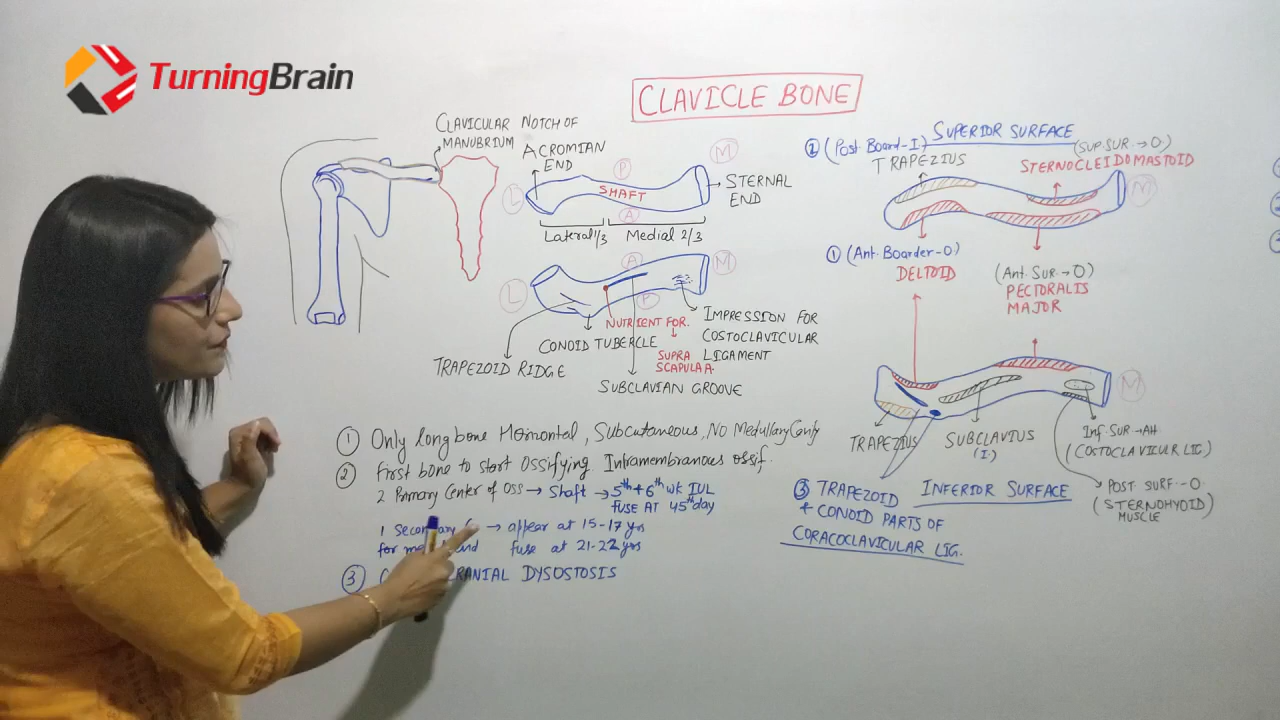 TurningBrain
CLAVICLE BONE
CLAVICULAR NOTCH OF
MANUBRIUM
ACROMIAN
END
L
P
M
SHAFT
A
STERNAL
END
Lateral 1/3
Medial 2/3
L
A
M
P
NUTRIENT FOR.
SUPRA
SCAPULA A.
IMPRESSION FOR
COSTOCLAVICULAR
LIGAMENT
CONOID TUBERCLE
TRAPEZOID RIDGE
SUBCLAVIAN GROOVE
SUPERIOR SURFACE
② (Post Board-I)
TRAPEZIUS
(SUP. SUR → O)
STERNOCLEIDOMASTOID
M
① (Ant. Boarder-O)
DELTOID
(Ant. SUR. → O)
PECTORALIS
MAJOR
M
TRAPEZIUS
SUBCLAVIUS
(I.)
Inf. SUR → AH
(COSTOCLAVICULR LIG.)
POST SURF.-O.
(STERNOHYOID
MUSCLE
③ TRAPEZOID
+ CONOID PARTS OF
CORACOCLAVICULAR LIG.
INFERIOR SURFACE
① Only long bone Horizontal, Subcutaneous, No Medullary Cavity
② First bone to start Ossifying. Intramembranous ossif.
2 Primary Center of Oss → Shaft → 5th + 6th wk IUL
FUSE AT 45th day
1 Secondary → appear at 15-17 yrs
for fuse at 21-22 yrs
③ DYSOSTOSIS